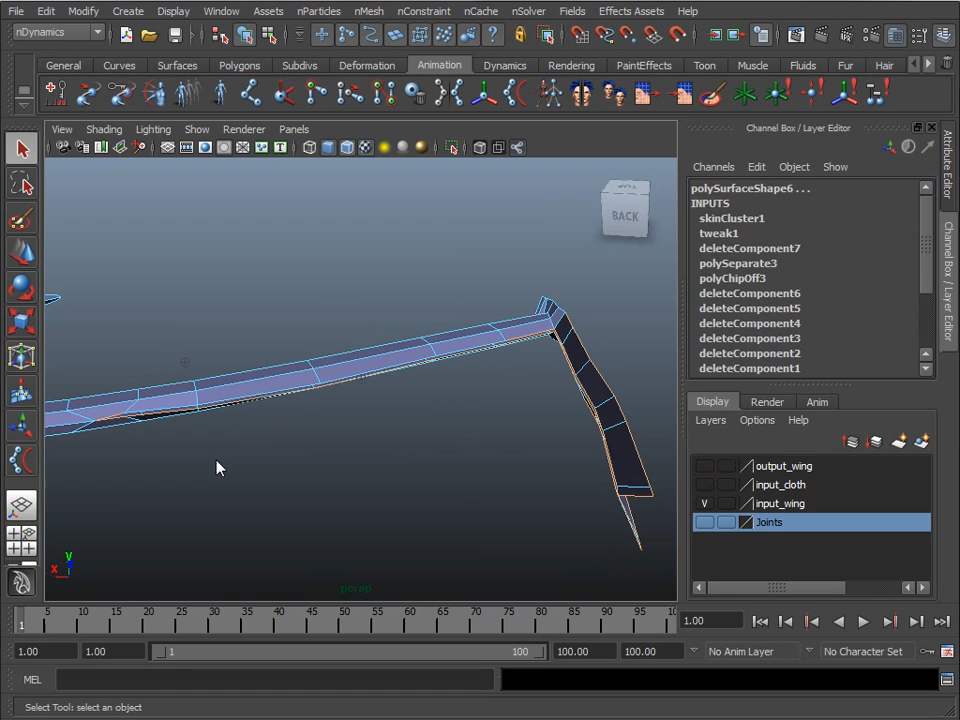 File Edit Modify Create Display Window Assets nParticles nMesh nConstraint nCache nSolver Fields Effects Assets Help
nDynamics
General Curves Surfaces Polygons Subdivs Deformation Animation Dynamics Rendering PaintEffects Toon Muscle Fluids Fur Hair
View Shading Lighting Show Renderer Panels
BACK
y
x
persp
Channel Box / Layer Editor
Channels Edit Object Show
polySurfaceShape6 . . .
INPUTS
skinCluster1
tweak1
deleteComponent7
polySeparate3
polyChipOff3
deleteComponent6
deleteComponent5
deleteComponent4
deleteComponent3
deleteComponent2
deleteComponent1
Attribute Editor
Channel Box / Layer Editor
Display Render Anim
Layers Options Help
output_wing
input_cloth
V input_wing
Joints
1 5 10 15 20 25 30 35 40 45 50 55 60 65 70 75 80 85 90 95 100
1.00
1.00 1.00 1 100 100.00 100.00 No Anim Layer No Character Set
MEL
Select Tool: select an object